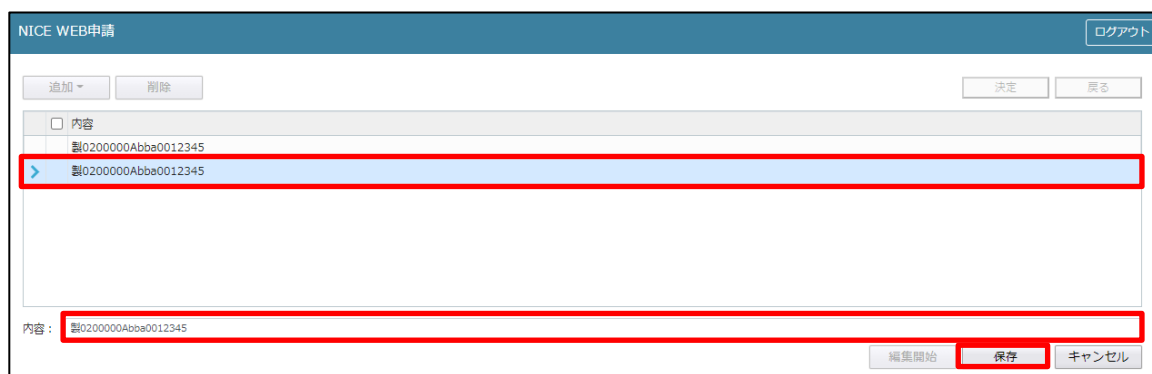 NICE WEB申請 ログアウト
追加 削除 決定 戻る
内容
製0200000Abba0012345
製0200000Abba0012345
内容： 製0200000Abba0012345
編集開始 保存 キャンセル